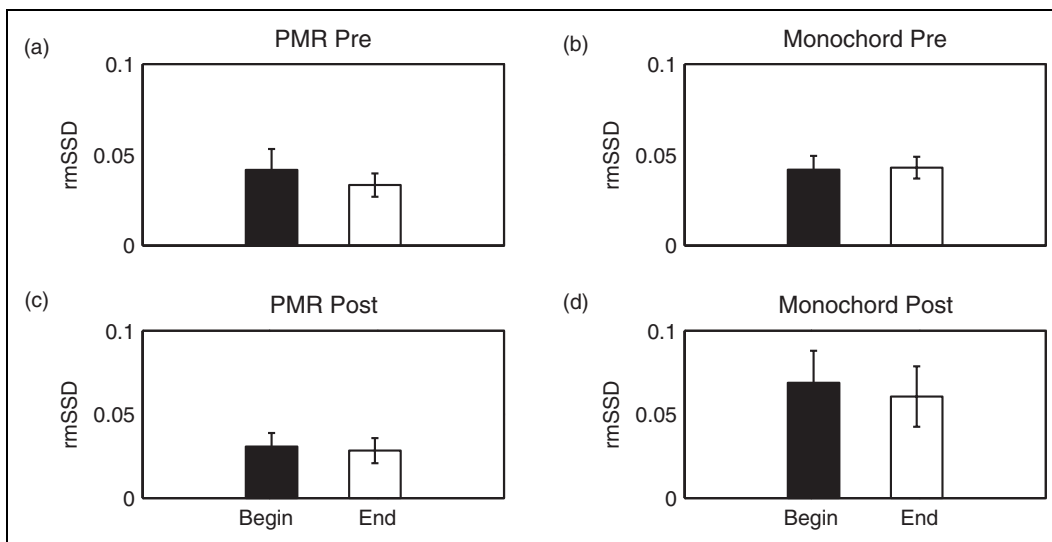 (a) PMR Pre
0.1
0.05
0
rmSSD
(b) Monochord Pre
0.1
0.05
0
rmSSD
(c) PMR Post
0.1
0.05
0
rmSSD
Begin End
(d) Monochord Post
0.1
0.05
0
rmSSD
Begin End